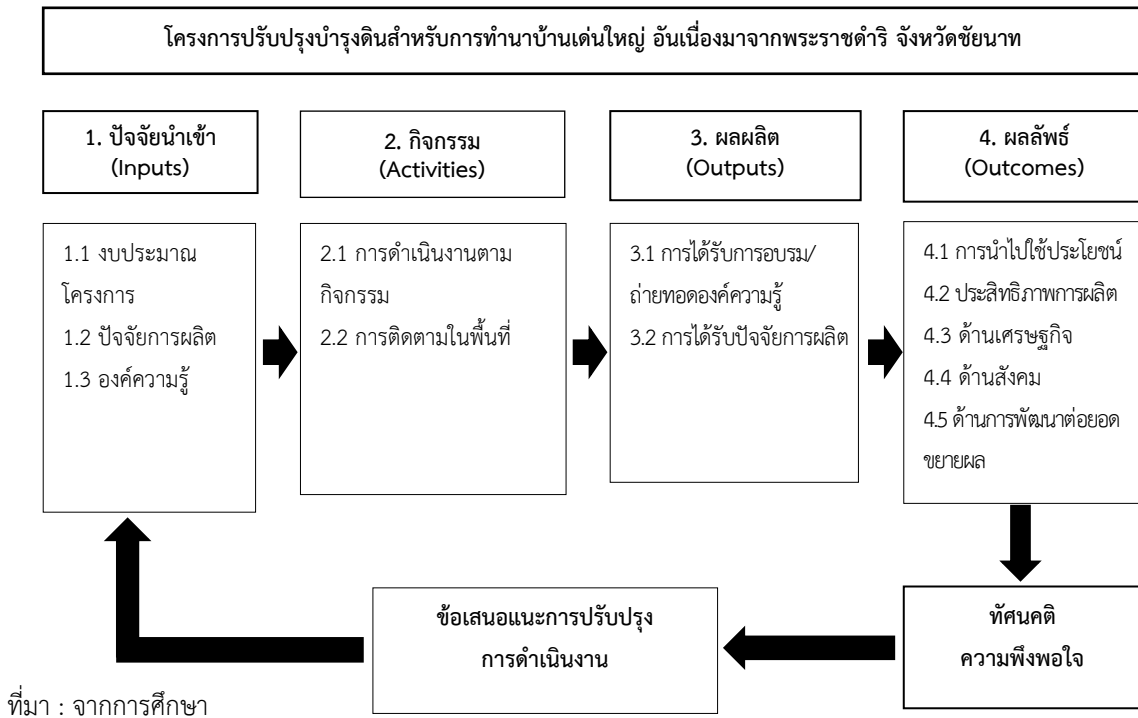 โครงการปรับปรุงบำรุงดินสำหรับการทำนาบ้านเด่นใหญ่ อันเนื่องมาจากพระราชดำริ จังหวัดชัยนาท
1. ปัจจัยนำเข้า
(Inputs)
2. กิจกรรม
(Activities)
3. ผลผลิต
(Outputs)
4. ผลลัพธ์
(Outcomes)
1.1 งบประมาณ
โครงการ
1.2 ปัจจัยการผลิต
1.3 องค์ความรู้
2.1 การดำเนินงานตาม
กิจกรรม
2.2 การติดตามในพื้นที่
3.1 การได้รับการอบรม/
ถ่ายทอดองค์ความรู้
3.2 การได้รับปัจจัยการผลิต
4.1 การนำไปใช้ประโยชน์
4.2 ประสิทธิภาพการผลิต
4.3 ด้านเศรษฐกิจ
4.4 ด้านสังคม
4.5 ด้านการพัฒนาต่อยอด
ขยายผล
ทัศนคติ
ความพึงพอใจ
ข้อเสนอแนะการปรับปรุง
การดำเนินงาน
ที่มา : จากการศึกษา